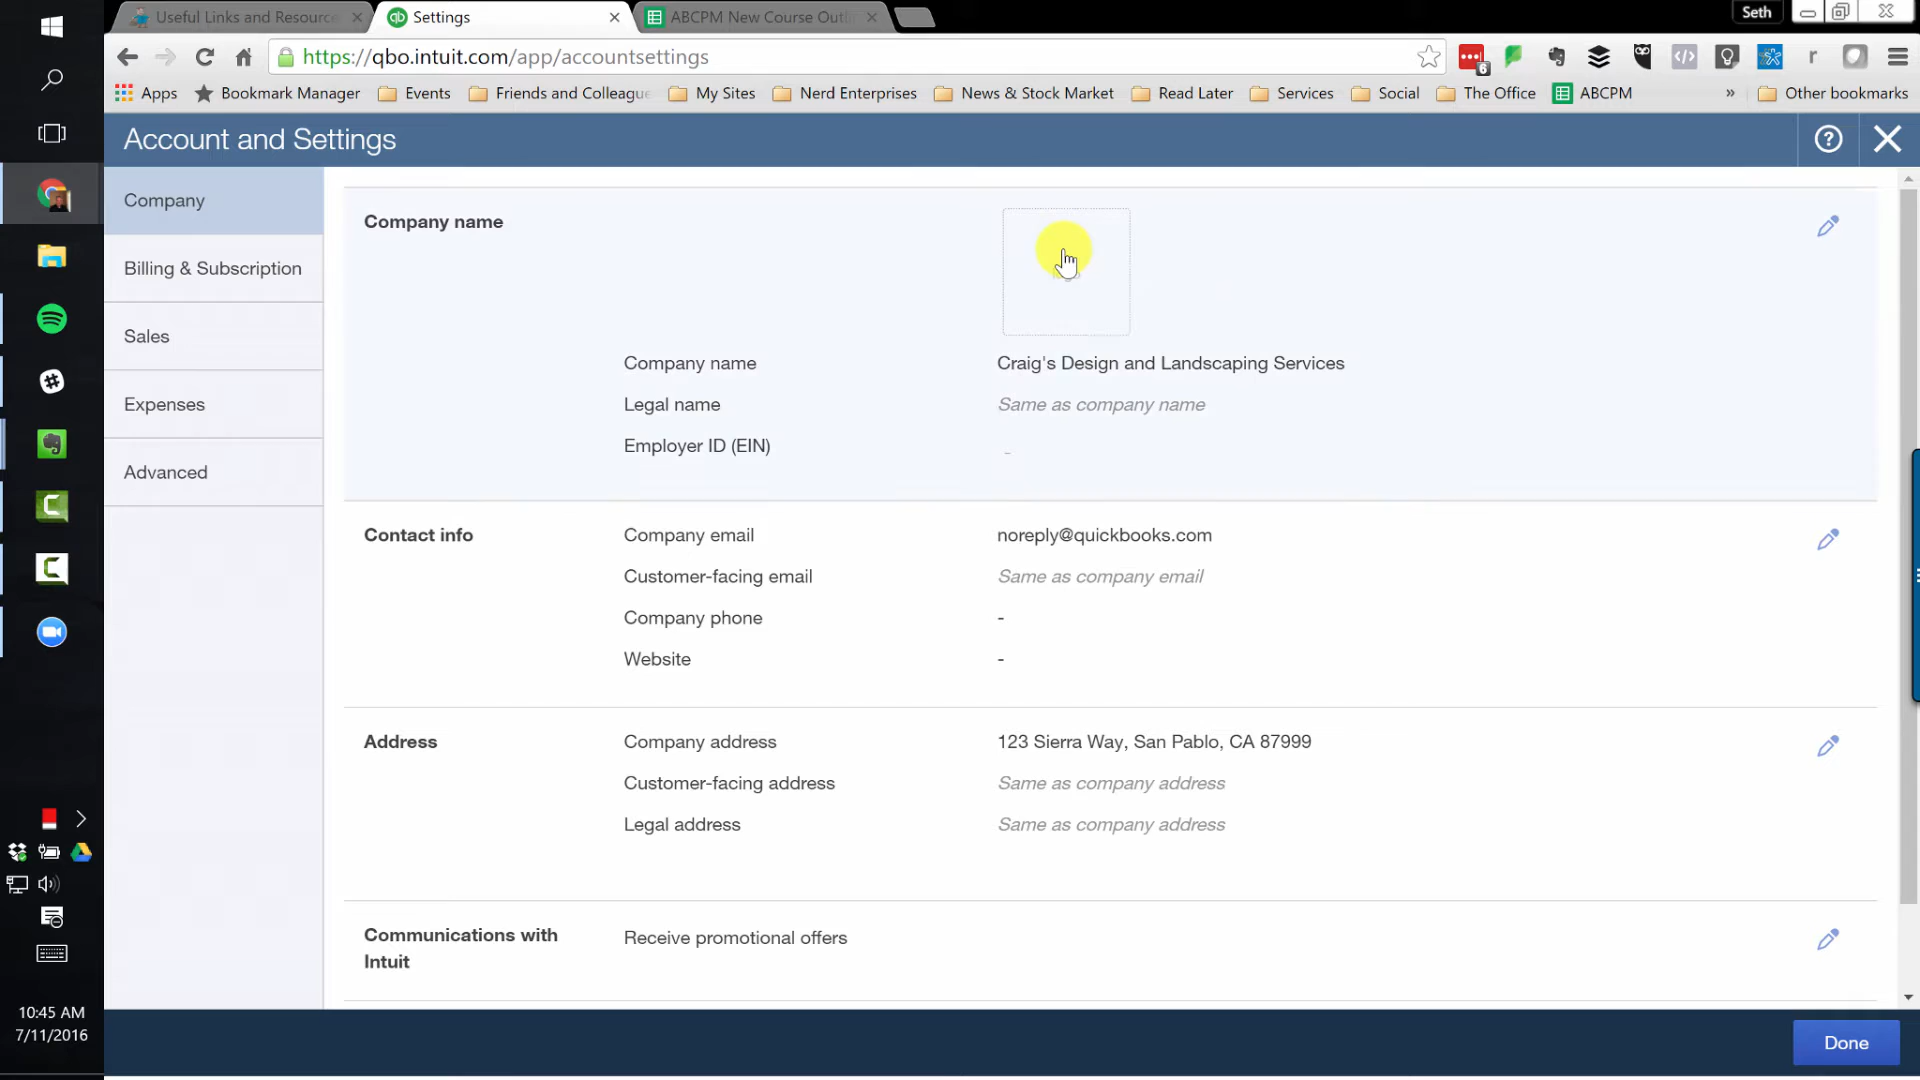 Useful Links and Resource
Settings
ABCPM New Course Outli
Seth
https://qbo.intuit.com/app/accountsettings
6
Apps
Bookmark Manager
Events
Friends and Colleague
My Sites
Nerd Enterprises
News & Stock Market
Read Later
Services
Social
The Office
ABCPM
»
Other bookmarks
Account and Settings
Company
Billing & Subscription
Sales
Expenses
Advanced
Company name
Company name
Craig's Design and Landscaping Services
Legal name
Same as company name
Employer ID (EIN)
-
Contact info
Company email
noreply@quickbooks.com
Customer-facing email
Same as company email
Company phone
-
Website
-
Address
Company address
123 Sierra Way, San Pablo, CA 87999
Customer-facing address
Same as company address
Legal address
Same as company address
Communications with
Intuit
Receive promotional offers
Done
10:45 AM
7/11/2016